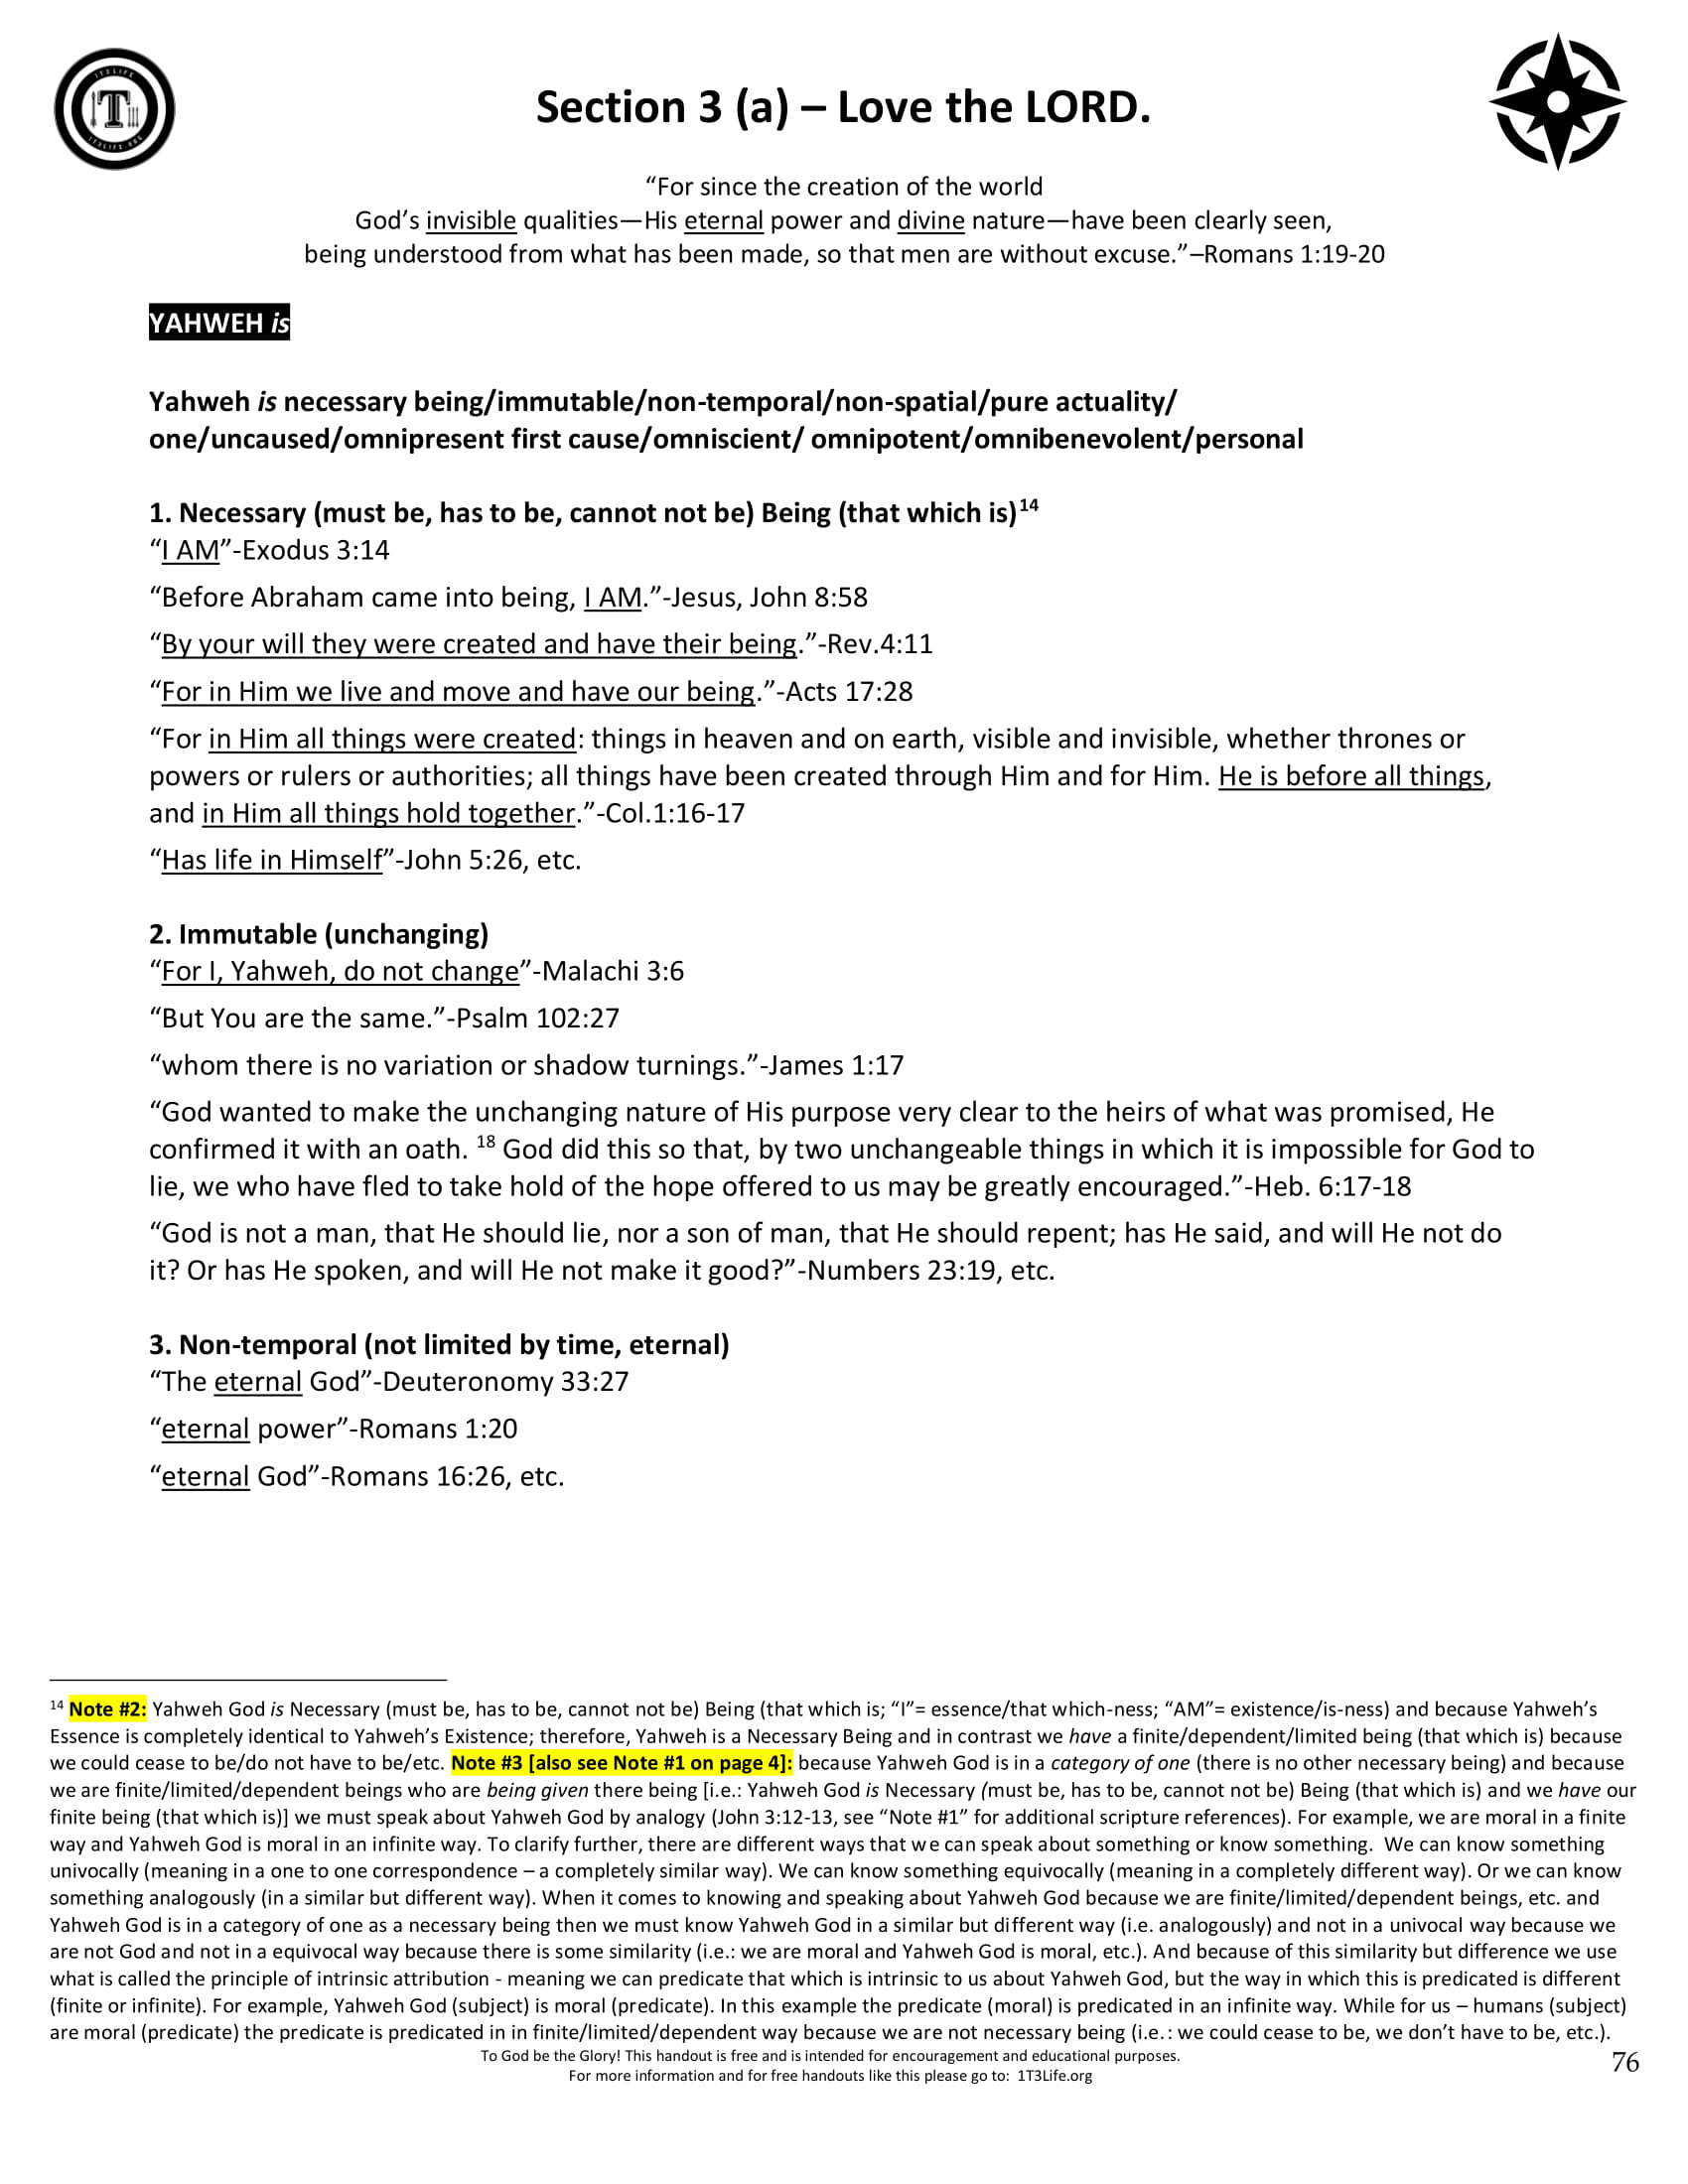 Section 3 (a) – Love the LORD.
“For since the creation of the world
God’s invisible qualities—His eternal power and divine nature—have been clearly seen,
being understood from what has been made, so that men are without excuse.”–Romans 1:19-20
YAHWEH is
Yahweh is necessary being/immutable/non-temporal/non-spatial/pure actuality/
one/uncaused/omnipresent first cause/omniscient/ omnipotent/omnibenevolent/personal
1. Necessary (must be, has to be, cannot not be) Being (that which is)14
“I AM”-Exodus 3:14
“Before Abraham came into being, I AM.”-Jesus, John 8:58
“By your will they were created and have their being.”-Rev.4:11
“For in Him we live and move and have our being.”-Acts 17:28
“For in Him all things were created: things in heaven and on earth, visible and invisible, whether thrones or
powers or rulers or authorities; all things have been created through Him and for Him. He is before all things,
and in Him all things hold together.”-Col.1:16-17
“Has life in Himself”-John 5:26, etc.
2. Immutable (unchanging)
“For I, Yahweh, do not change”-Malachi 3:6
“But You are the same.”-Psalm 102:27
“whom there is no variation or shadow turnings.”-James 1:17
“God wanted to make the unchanging nature of His purpose very clear to the heirs of what was promised, He
confirmed it with an oath. 18 God did this so that, by two unchangeable things in which it is impossible for God to
lie, we who have fled to take hold of the hope offered to us may be greatly encouraged.”-Heb. 6:17-18
“God is not a man, that He should lie, nor a son of man, that He should repent; has He said, and will He not do
it? Or has He spoken, and will He not make it good?”-Numbers 23:19, etc.
3. Non-temporal (not limited by time, eternal)
“The eternal God”-Deuteronomy 33:27
“eternal power”-Romans 1:20
“eternal God”-Romans 16:26, etc.
14 Note #2: Yahweh God is Necessary (must be, has to be, cannot not be) Being (that which is; “I”= essence/that which-ness; “AM”= existence/is-ness) and because Yahweh’s
Essence is completely identical to Yahweh’s Existence; therefore, Yahweh is a Necessary Being and in contrast we have a finite/dependent/limited being (that which is) because
we could cease to be/do not have to be/etc. Note #3 [also see Note #1 on page 4]: because Yahweh God is in a category of one (there is no other necessary being) and because
we are finite/limited/dependent beings who are being given there being [i.e.: Yahweh God is Necessary (must be, has to be, cannot not be) Being (that which is) and we have our
finite being (that which is)] we must speak about Yahweh God by analogy (John 3:12-13, see “Note #1” for additional scripture references). For example, we are moral in a finite
way and Yahweh God is moral in an infinite way. To clarify further, there are different ways that we can speak about something or know something. We can know something
univocally (meaning in a one to one correspondence – a completely similar way). We can know something equivocally (meaning in a completely different way). Or we can know
something analogously (in a similar but different way). When it comes to knowing and speaking about Yahweh God because we are finite/limited/dependent beings, etc. and
Yahweh God is in a category of one as a necessary being then we must know Yahweh God in a similar but different way (i.e. analogously) and not in a univocal way because we
are not God and not in a equivocal way because there is some similarity (i.e.: we are moral and Yahweh God is moral, etc.). And because of this similarity but difference we use
what is called the principle of intrinsic attribution - meaning we can predicate that which is intrinsic to us about Yahweh God, but the way in which this is predicated is different
(finite or infinite). For example, Yahweh God (subject) is moral (predicate). In this example the predicate (moral) is predicated in an infinite way. While for us – humans (subject)
are moral (predicate) the predicate is predicated in in finite/limited/dependent way because we are not necessary being (i.e.: we could cease to be, we don’t have to be, etc.).
To God be the Glory! This handout is free and is intended for encouragement and educational purposes.
For more information and for free handouts like this please go to: 1T3Life.org
76